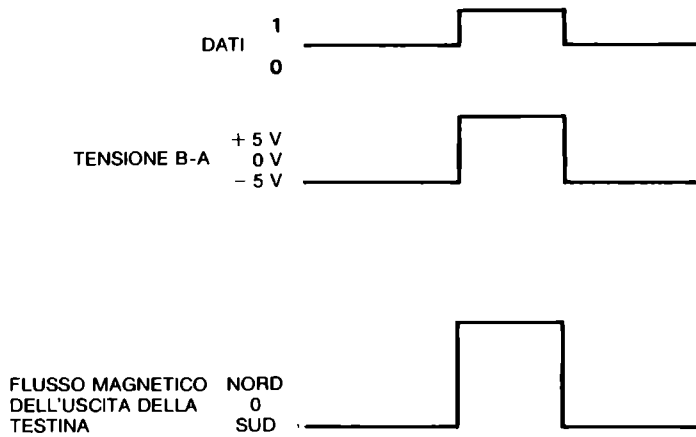 1
DATI
0
+ 5 V
TENSIONE B-A 0 V
− 5 V
FLUSSO MAGNETICO NORD
DELL'USCITA DELLA 0
TESTINA SUD